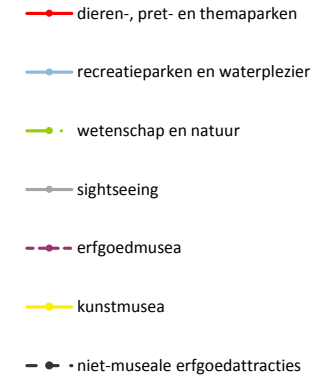 dieren-, pret- en themaparken
recreatieparken en waterplezier
wetenschap en natuur
sightseeing
erfgoedmusea
kunstmusea
niet-museale erfgoedattracties